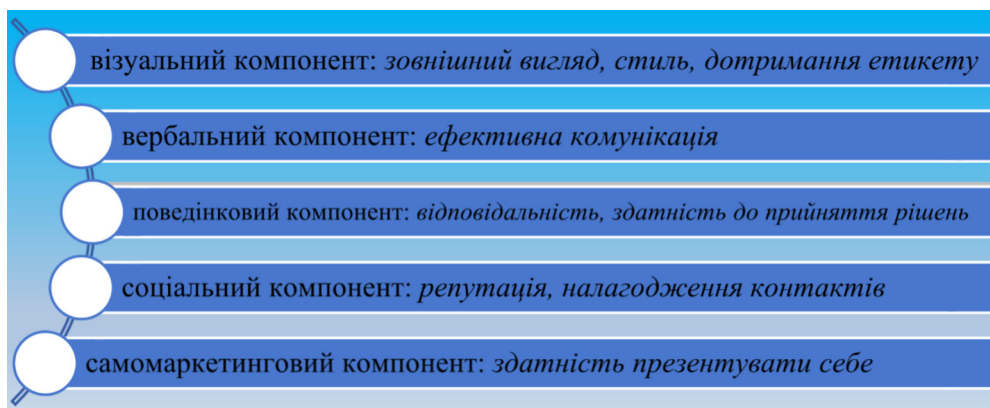 візуальний компонент: зовнішний вигляд, стиль, дотримання етикету
вербальний компонент: ефективна комунікація
поведінковий компонент: відповідальність, здатність до прийняття рішень
соціальний компонент: репутація, налагодження контактів
самомаркетинговий компонент: здатність презентувати себе